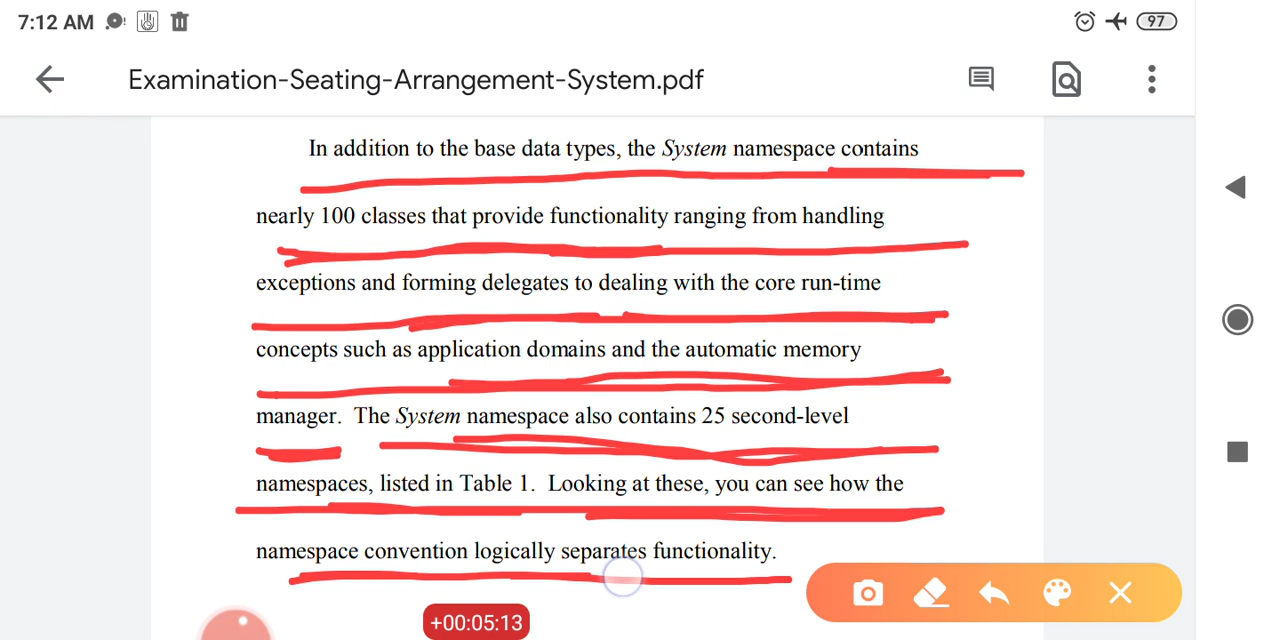 7:12 AM
97
Examination-Seating-Arrangement-System.pdf
In addition to the base data types, the System namespace contains
nearly 100 classes that provide functionality ranging from handling
exceptions and forming delegates to dealing with the core run-time
concepts such as application domains and the automatic memory
manager. The System namespace also contains 25 second-level
namespaces, listed in Table 1. Looking at these, you can see how the
namespace convention logically separates functionality.
+00:05:13